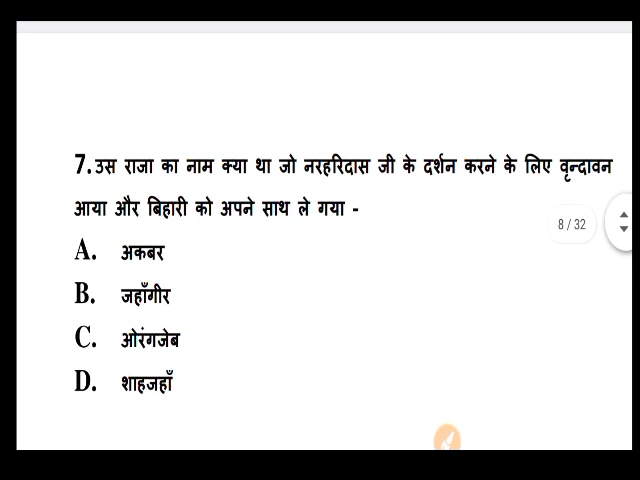 7. उस राजा का नाम क्या था जो नरहरिदास जी के दर्शन करने के लिए वृन्दावन
आया और बिहारी को अपने साथ ले गया -
8 / 32
A. अकबर
B. जहाँगीर
C. ओरंगजेब
D. शाहजहाँ